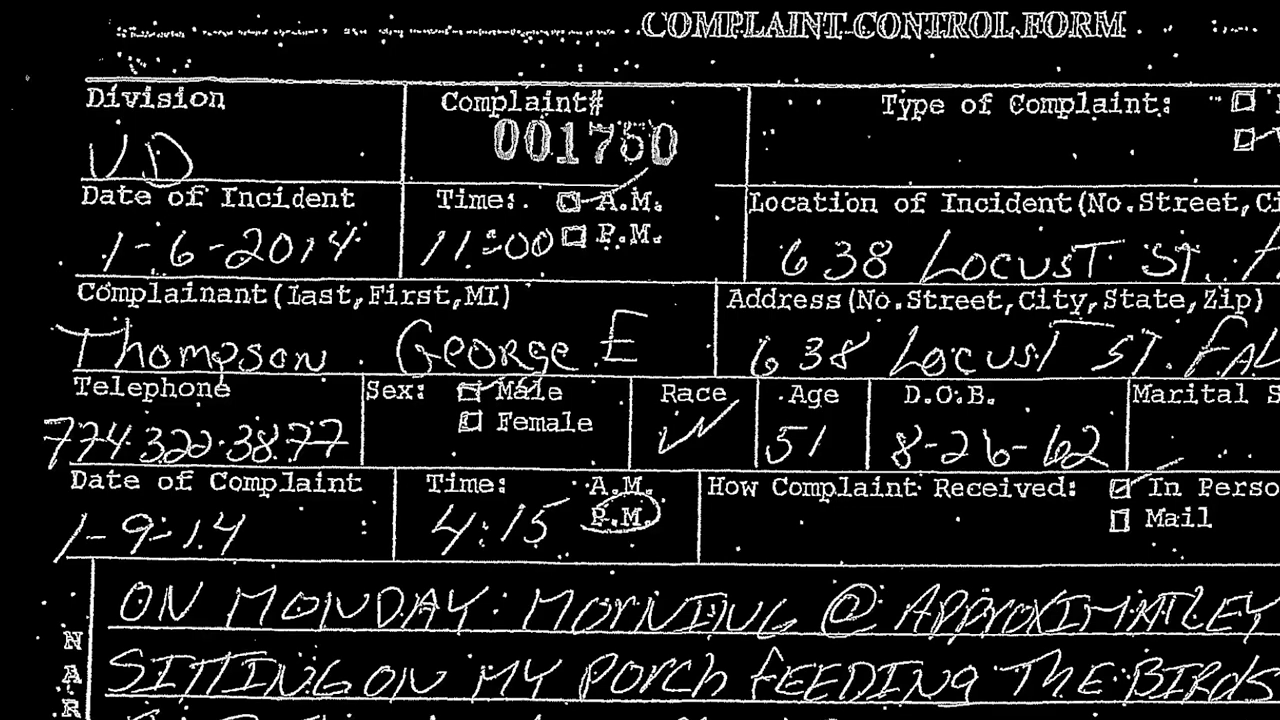 COMPLAINT CONTROL FORM
Division Complaint# Type of Complaint:
UD 001750
Date of Incident Time: A.M. Location of Incident(No.Street,Ci
1-6-2014 11:00 P.M. 638 LOCUST ST.
Complainant(Last,First,MI) Address(No.Street,City,State,Zip)
Thompson George E 638 LOCUST ST. FAL
Telephone Sex: Male Race Age D.O.B. Marital S
Female
774.322.3877 W 51 8-26-62
Date of Complaint Time: A.M. How Complaint Received: In Perso
1-9-14 4:15 P.M. Mail
ON MONDAY MORNING @ APPROXIMATLEY
NAR
SITTING ON MY PORCH FEEDING THE BIRDS